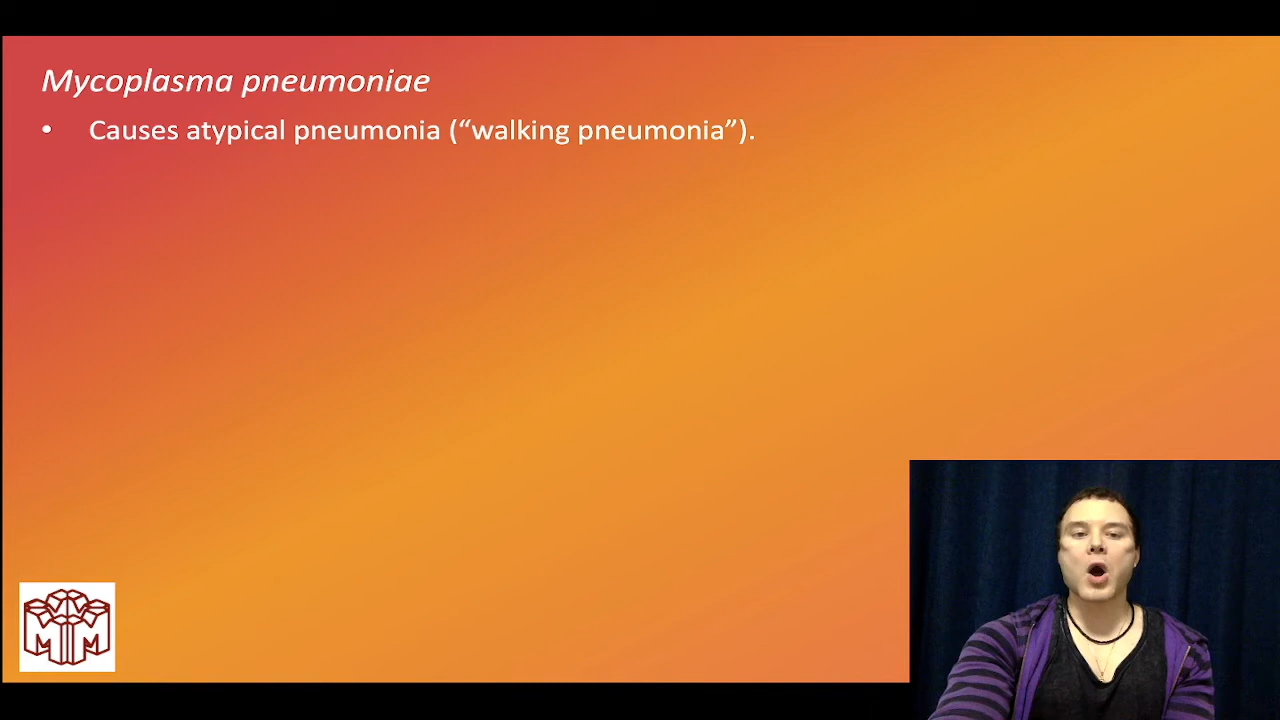 Mycoplasma pneumoniae
• Causes atypical pneumonia (“walking pneumonia”).
M M